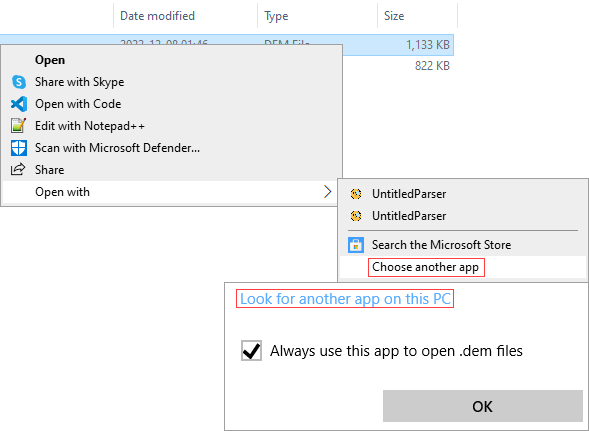 Date modified Type Size
2022-12-08 01:46 DEM File 1,133 KB
822 KB
Open
Share with Skype
Open with Code
Edit with Notepad++
Scan with Microsoft Defender...
Share
Open with
UntitledParser
UntitledParser
Search the Microsoft Store
Choose another app
Look for another app on this PC
Always use this app to open .dem files
OK